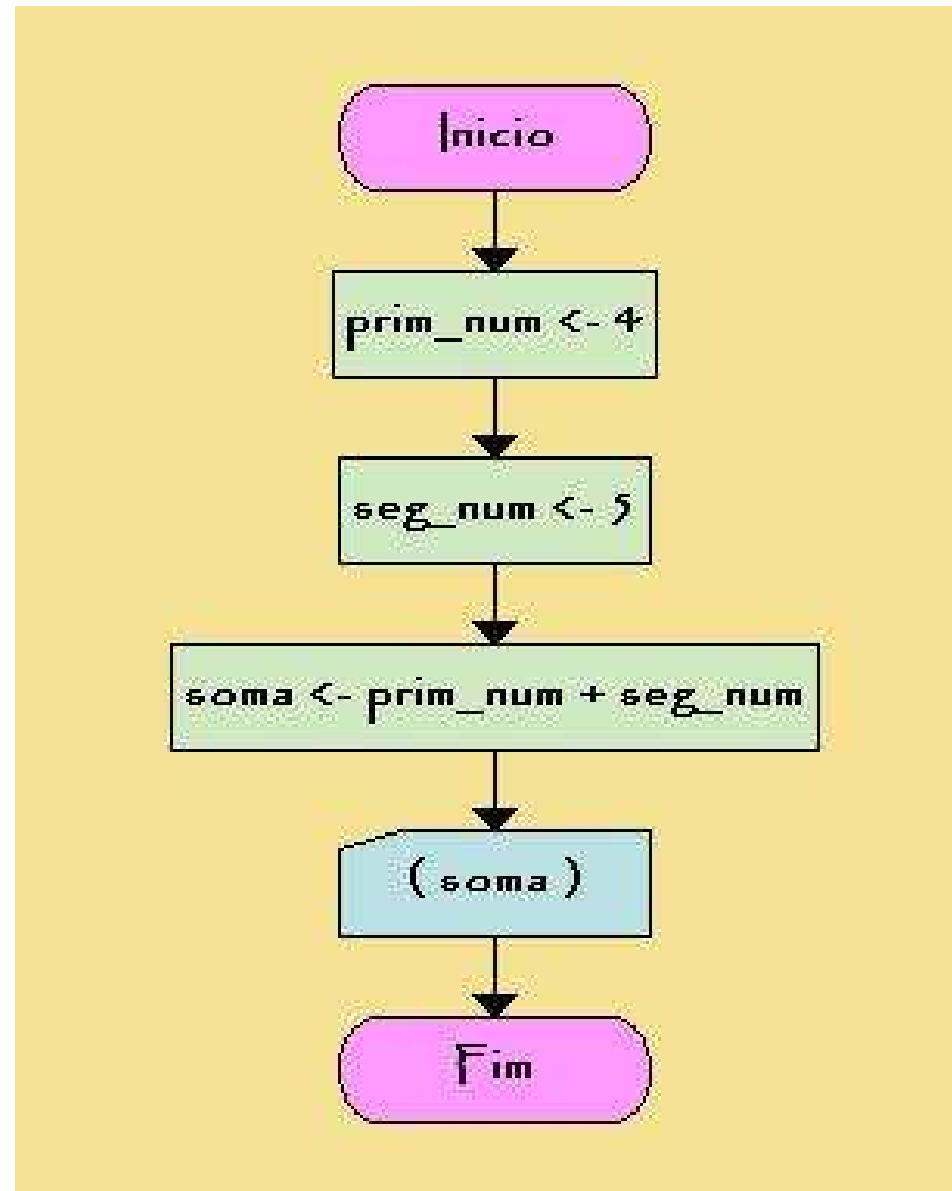 Inicio
prim_num <- 4
seg_num <- 5
soma <- prim_num + seg_num
( soma )
Fim